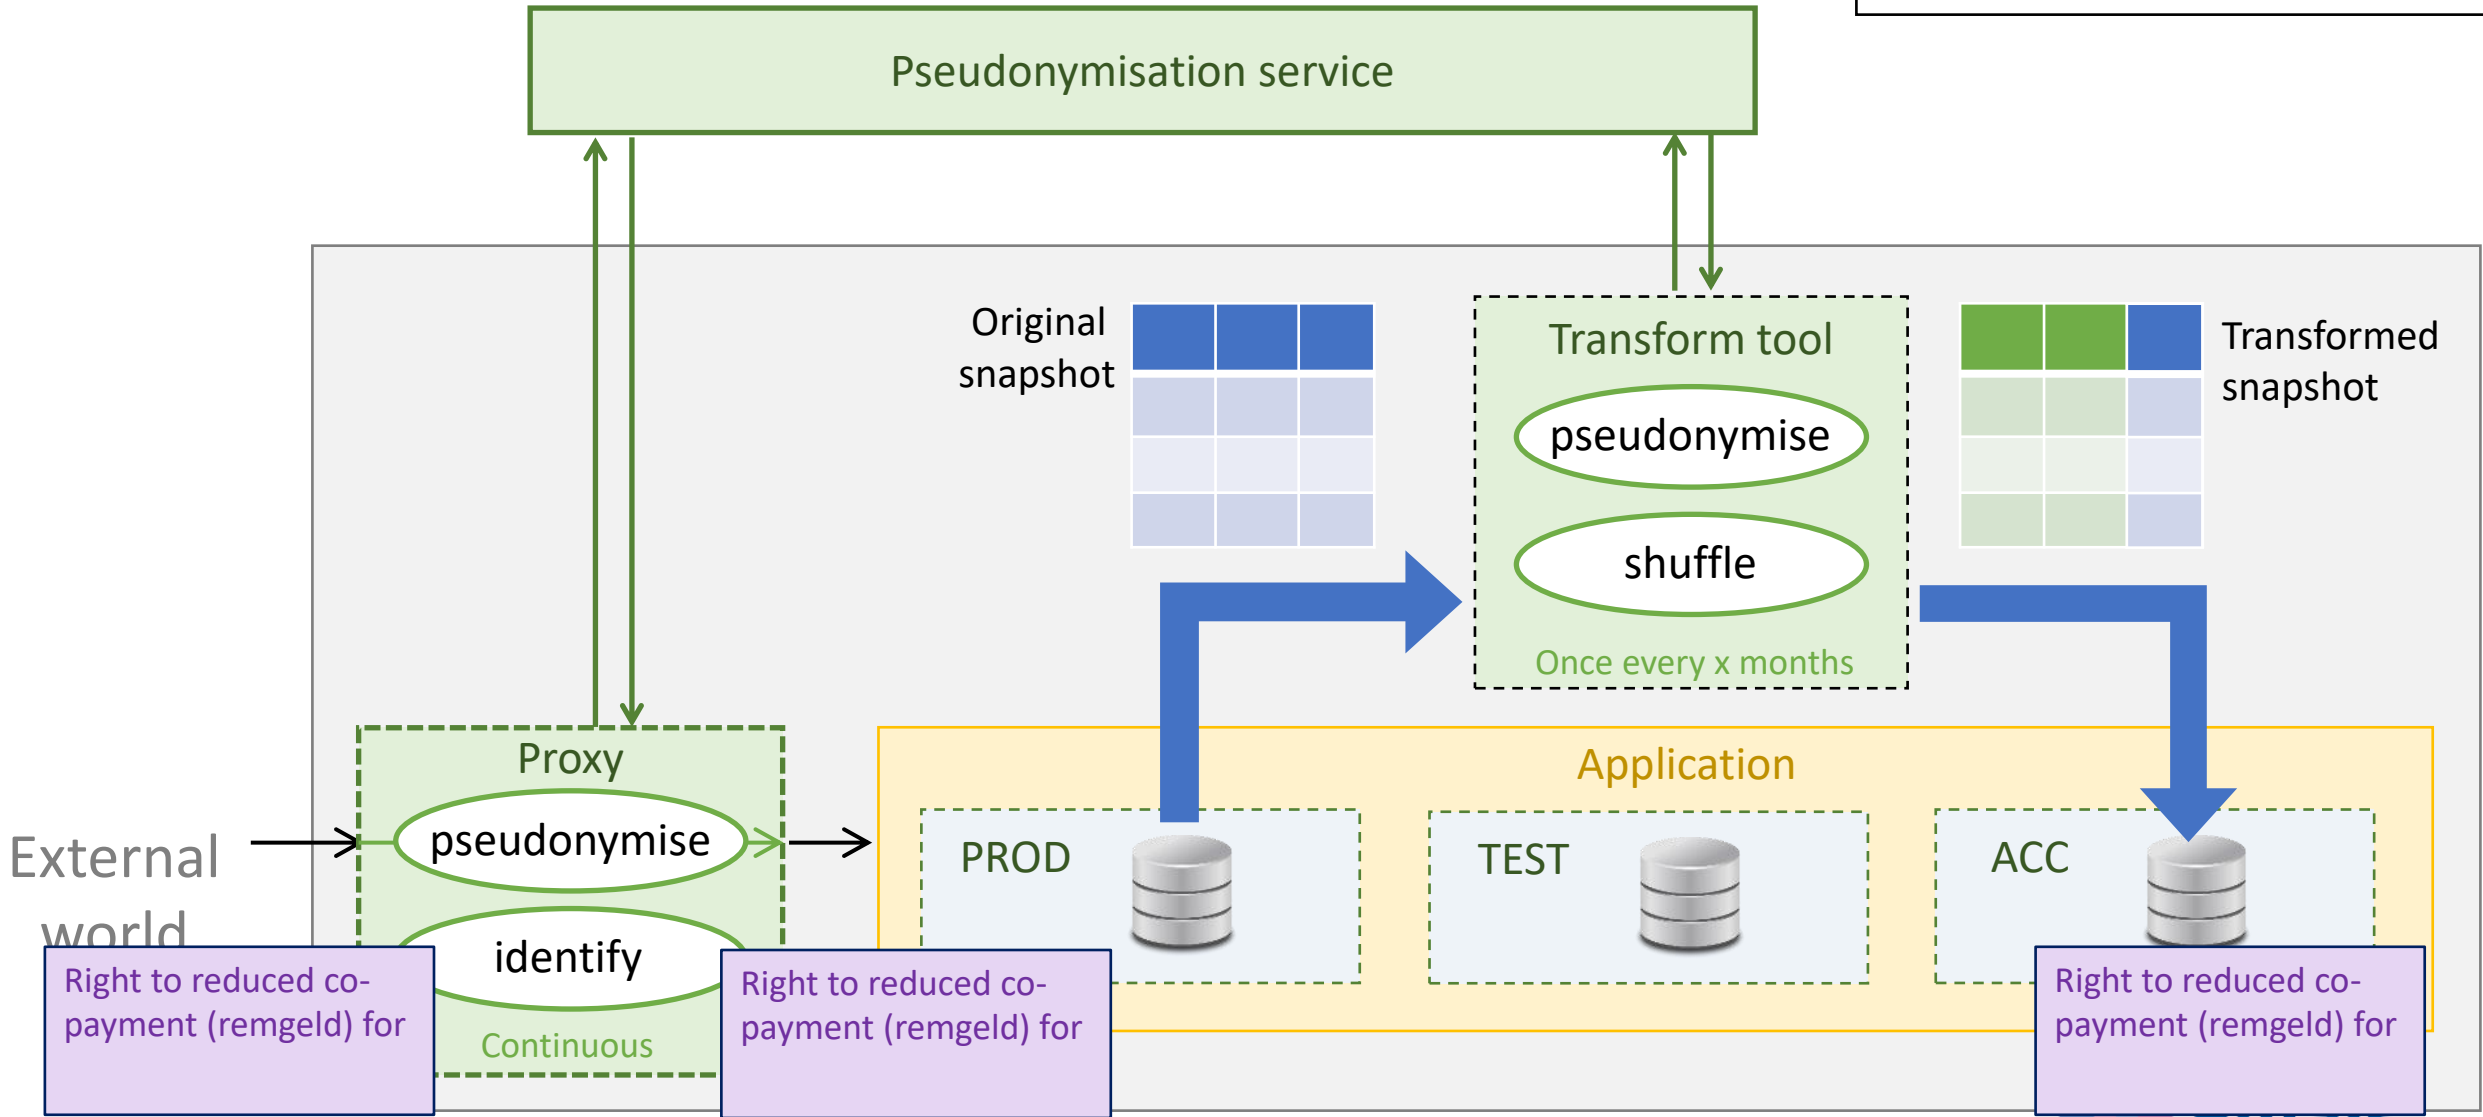 Pseudonymisation service
Original
snapshot
Transform tool
pseudonymise
shuffle
Once every x months
Transformed
snapshot
Proxy
pseudonymise
identify
Continuous
External
world
Application
PROD
TEST
ACC
Right to reduced co-
payment (remgeld) for
Right to reduced co-
payment (remgeld) for
Right to reduced co-
payment (remgeld) for